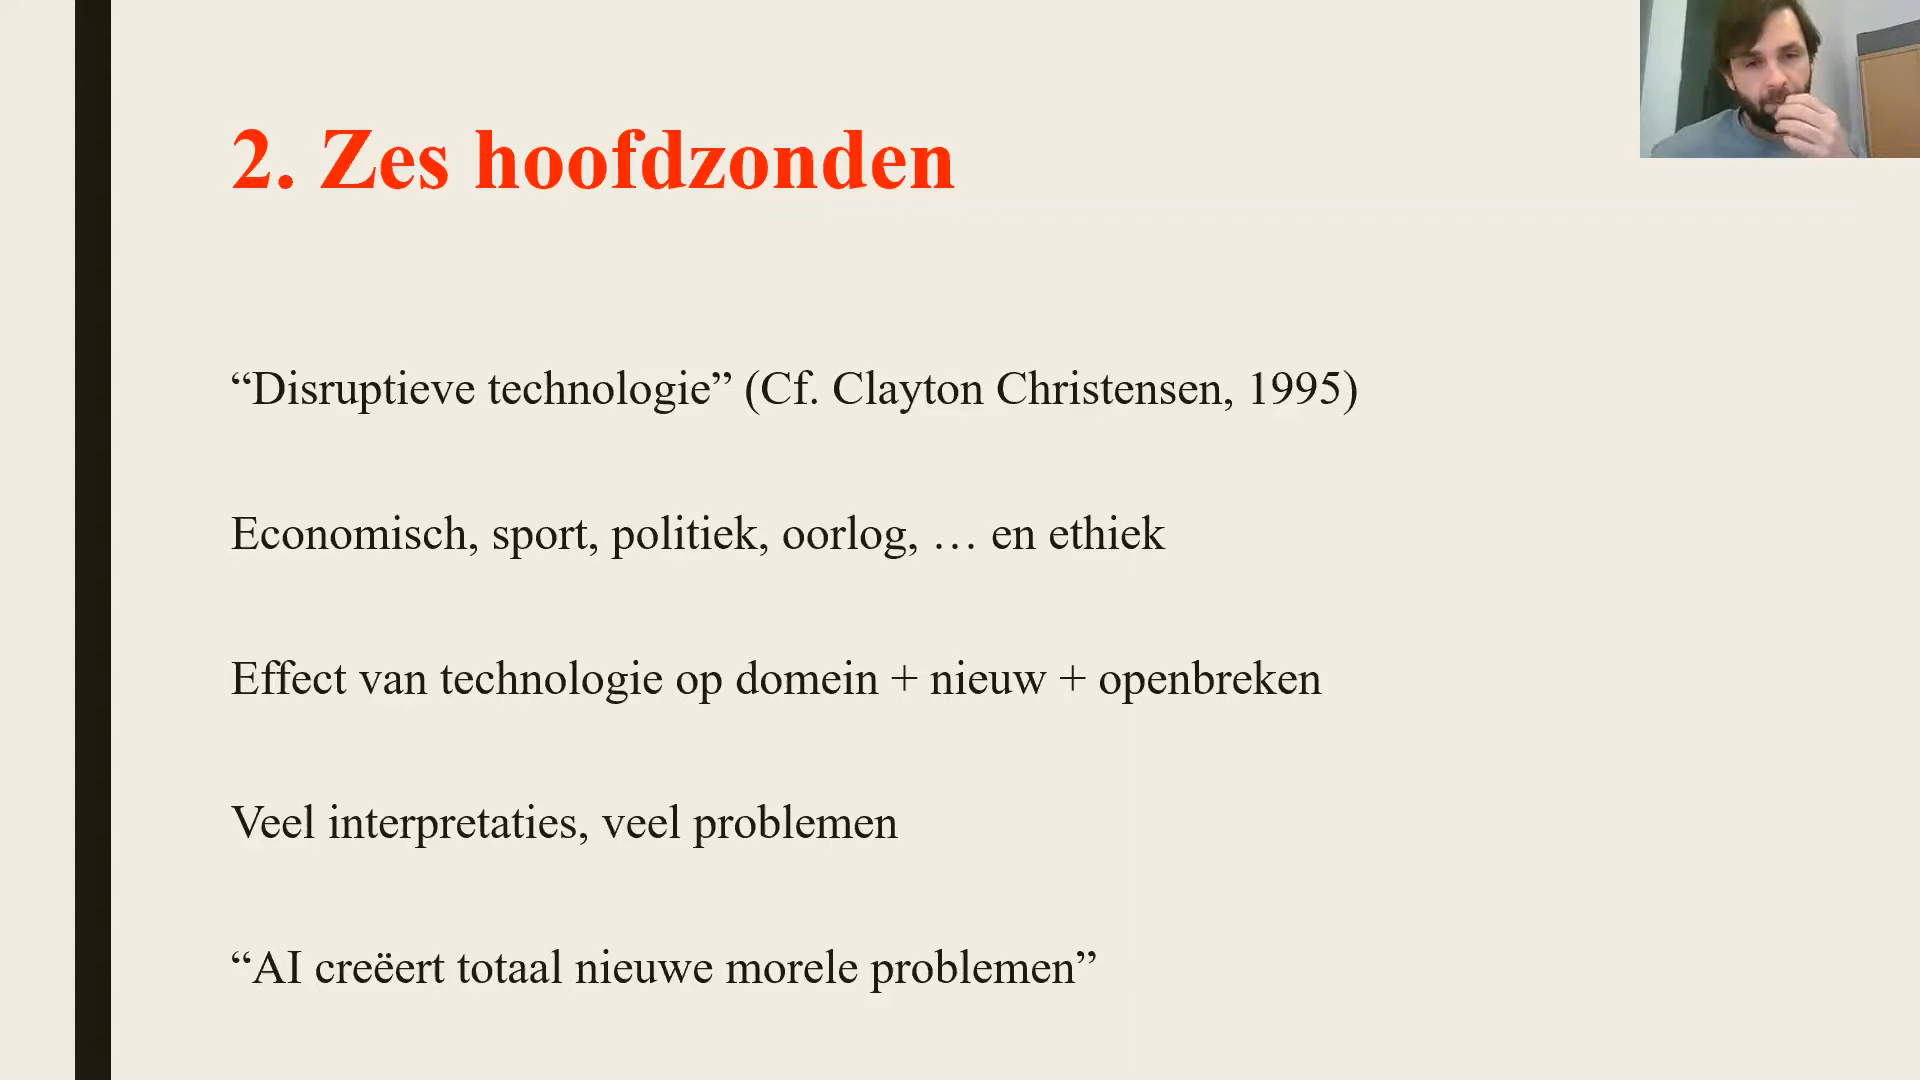 2. Zes hoofdzonden
“Disruptieve technologie” (Cf. Clayton Christensen, 1995)
Economisch, sport, politiek, oorlog, … en ethiek
Effect van technologie op domein + nieuw + openbreken
Veel interpretaties, veel problemen
“AI creëert totaal nieuwe morele problemen”